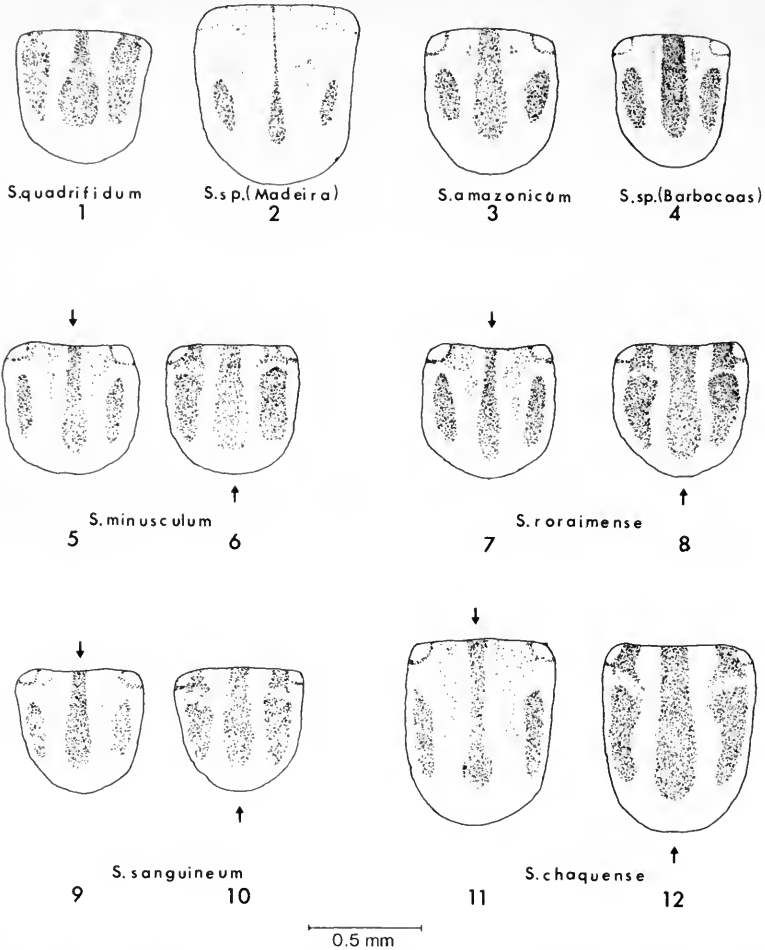 S.quadrifidum
1
S.sp.(Madeira)
2
S.amazonicum
3
S.sp.(Barbocoas)
4
S.minusculum
5
6
S.roraimense
7
8
S.sanguineum
9
10
S.chaquense
11
12
0.5 mm